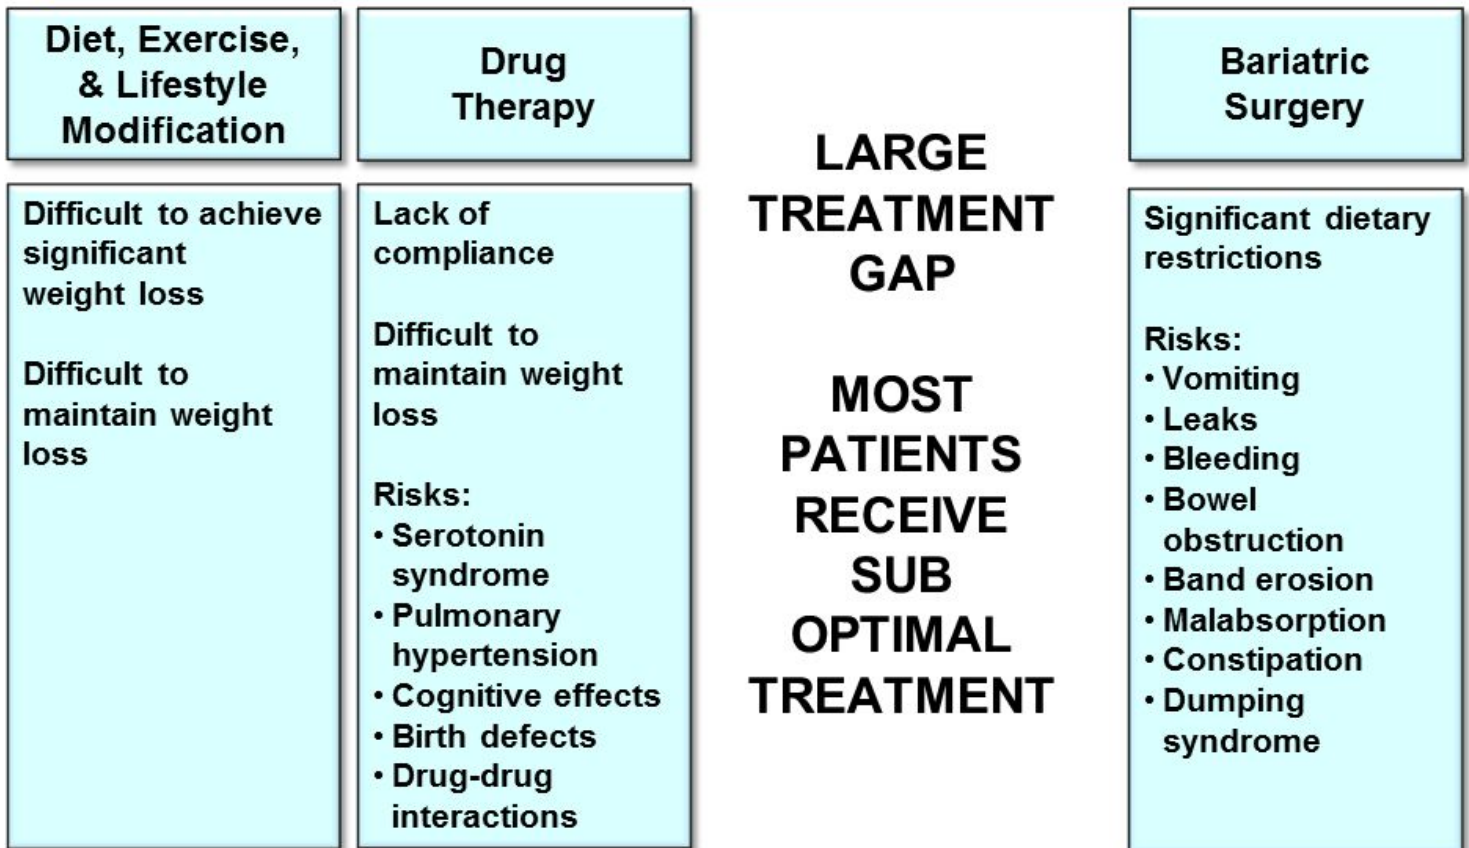 Diet, Exercise,
& Lifestyle
Modification
Difficult to achieve
significant
weight loss
Difficult to
maintain weight
loss
Drug
Therapy
Lack of
compliance
Difficult to
maintain weight
loss
Risks:
• Serotonin
syndrome
• Pulmonary
hypertension
• Cognitive effects
• Birth defects
• Drug-drug
interactions
LARGE
TREATMENT
GAP
MOST
PATIENTS
RECEIVE
SUB
OPTIMAL
TREATMENT
Bariatric
Surgery
Significant dietary
restrictions
Risks:
• Vomiting
• Leaks
• Bleeding
• Bowel
obstruction
• Band erosion
• Malabsorption
• Constipation
• Dumping
syndrome